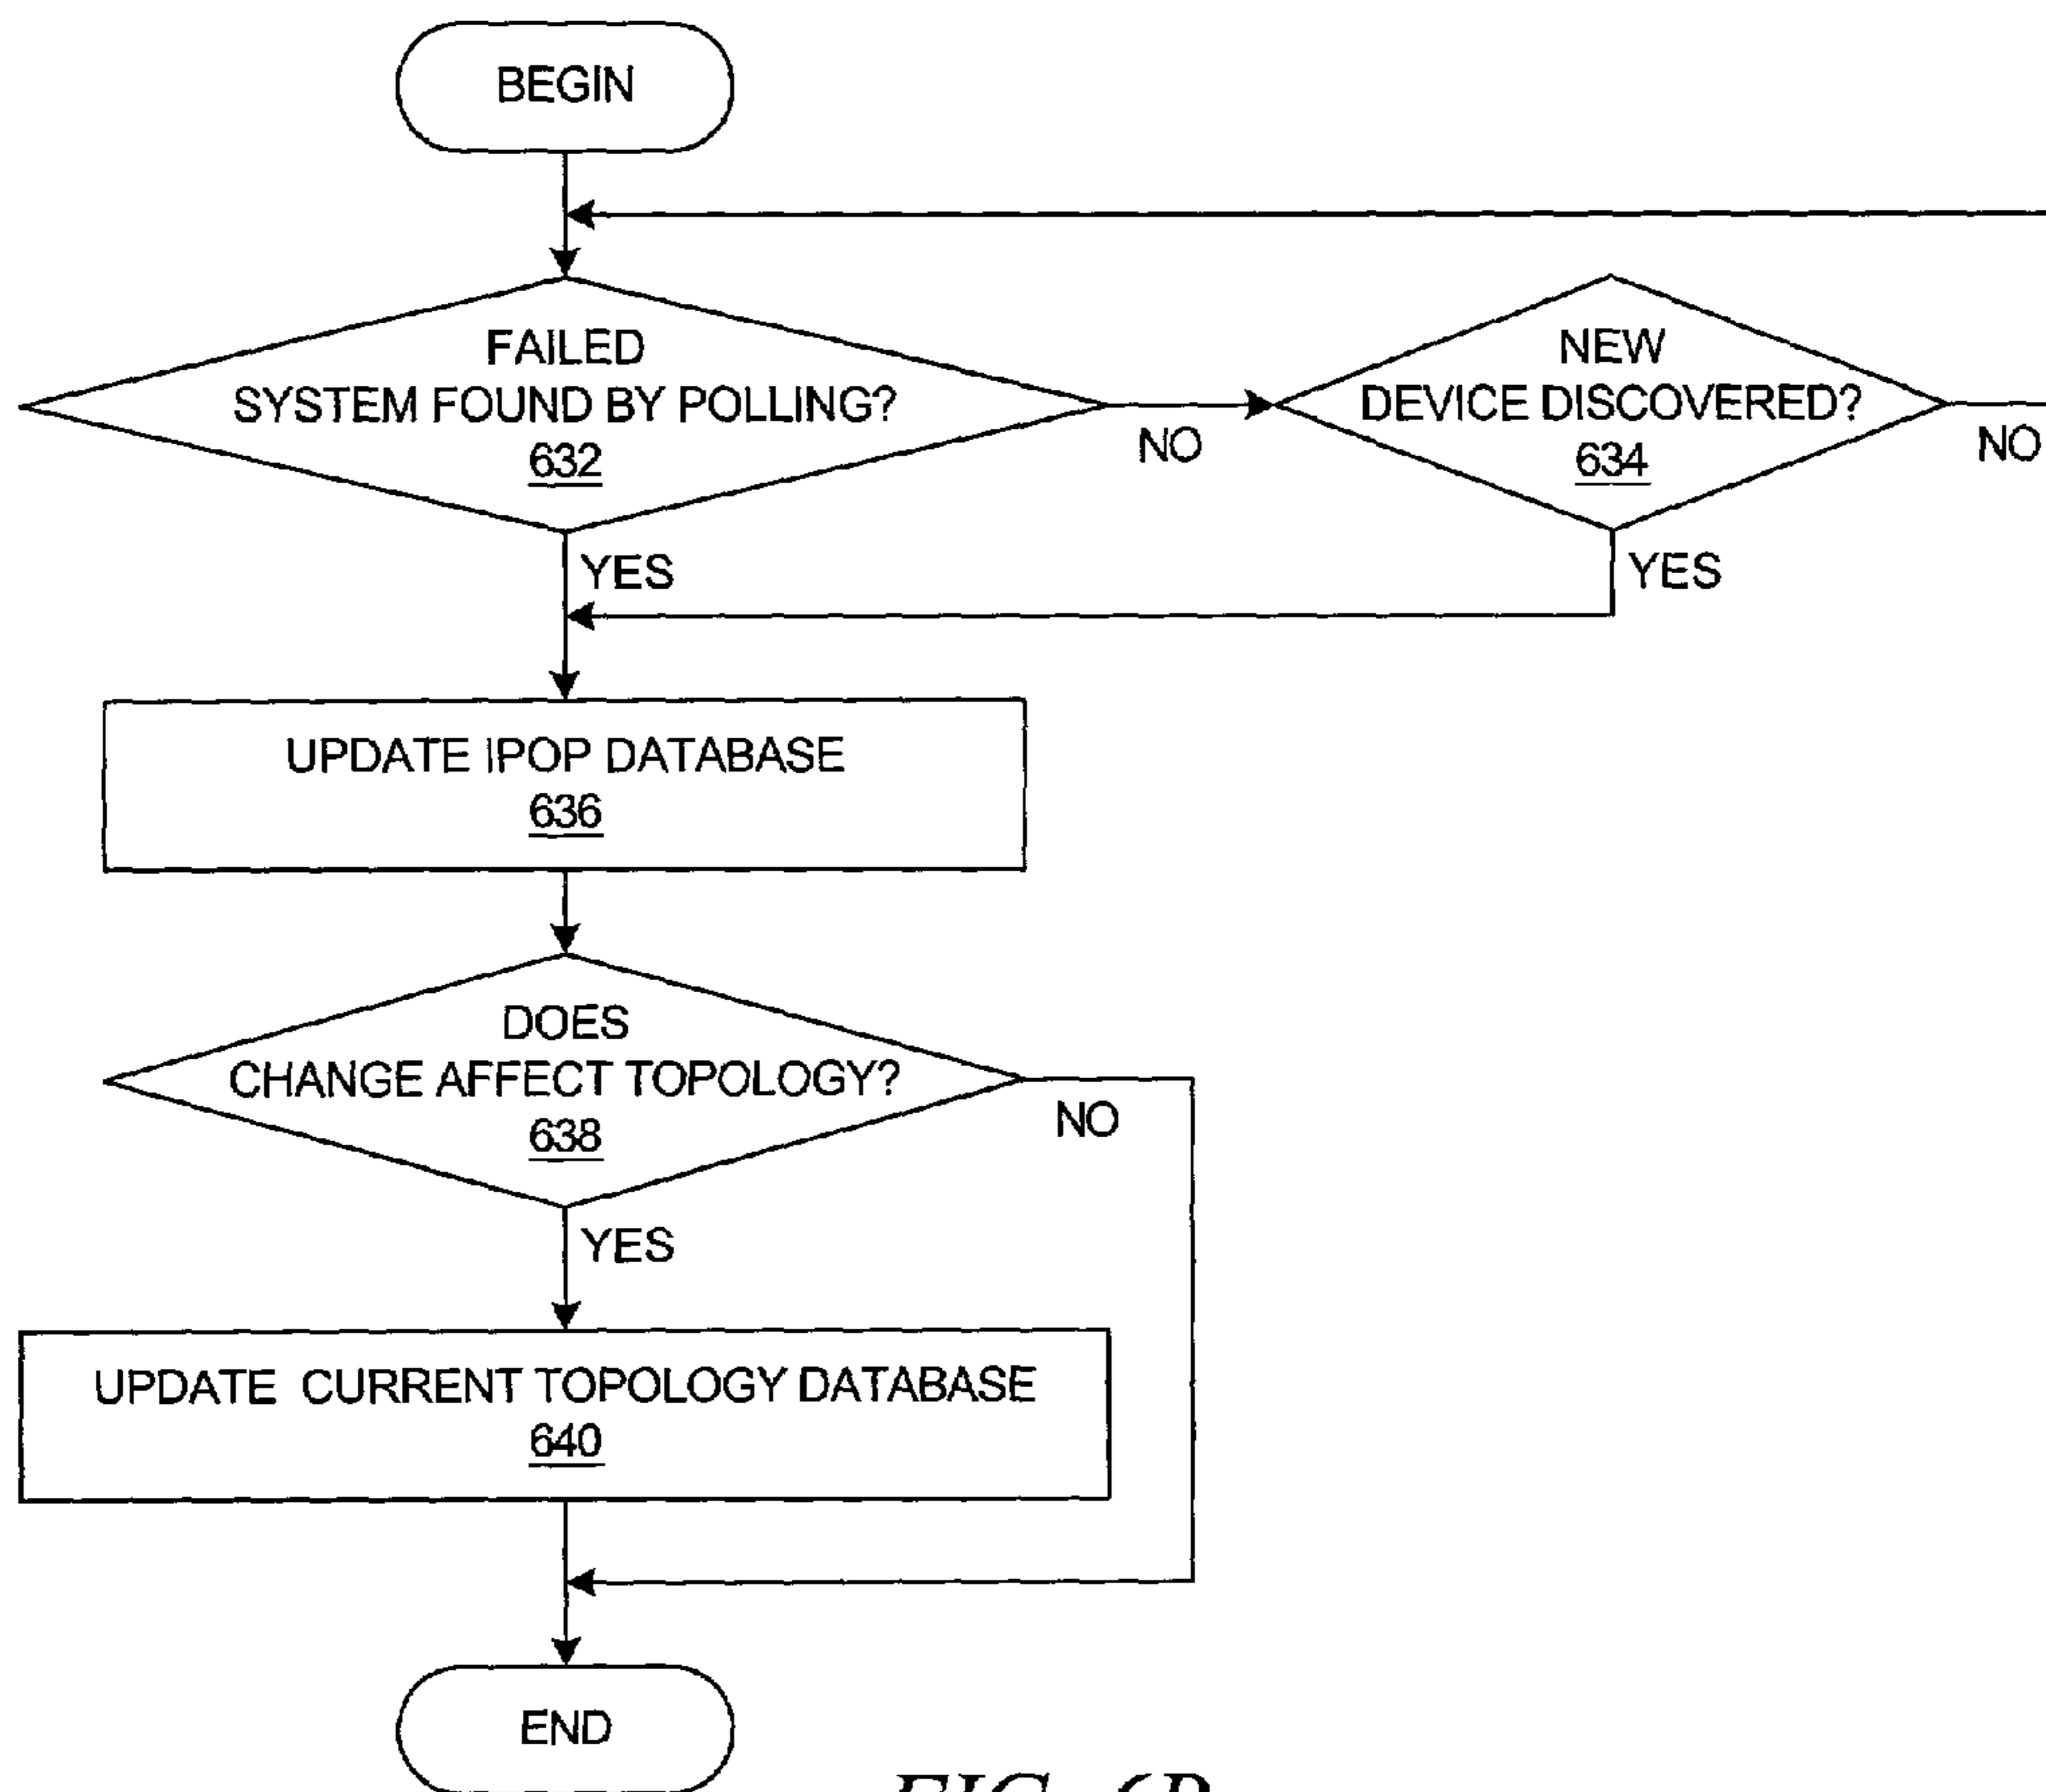 BEGIN
FAILED
SYSTEM FOUND BY POLLING?
632
NO
NEW
DEVICE DISCOVERED?
634
NO
YES
YES
UPDATE IPOP DATABASE
636
DOES
CHANGE AFFECT TOPOLOGY?
638
NO
YES
UPDATE CURRENT TOPOLOGY DATABASE
640
END